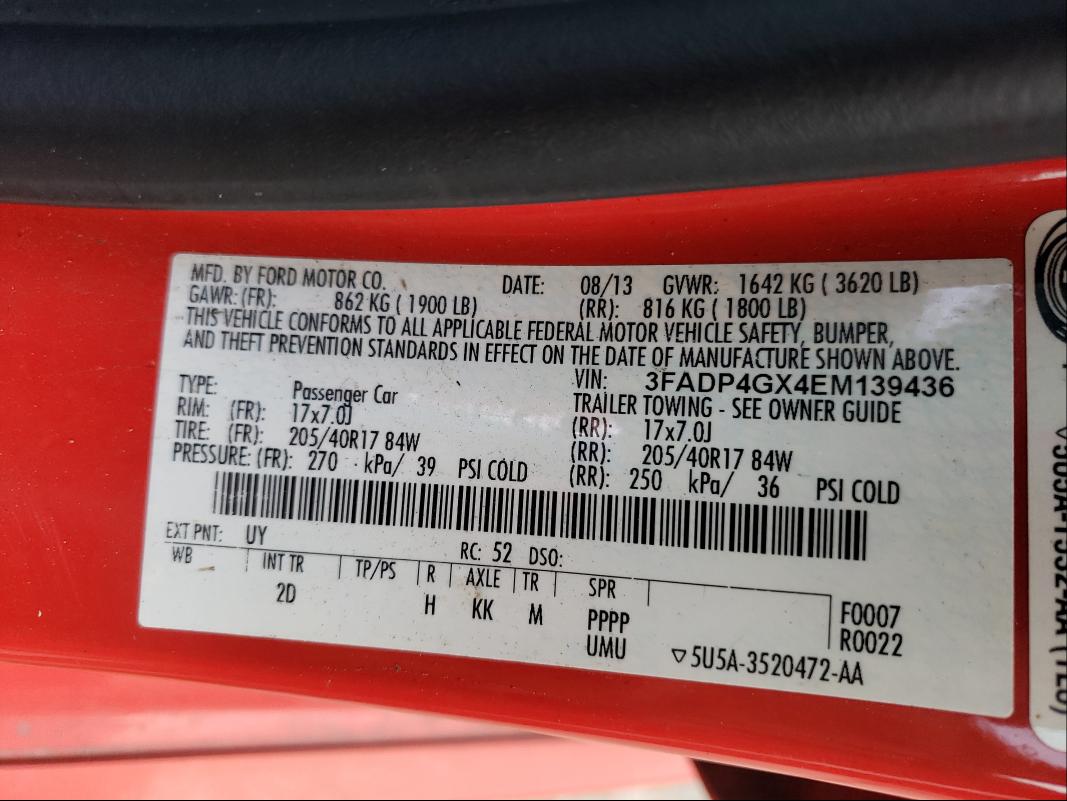 MFD. BY FORD MOTOR CO. DATE: 08/13 GVWR: 1642 KG ( 3620 LB)
GAWR: (FR): 862 KG ( 1900 LB) (RR): 816 KG ( 1800 LB)
THIS VEHICLE CONFORMS TO ALL APPLICABLE FEDERAL MOTOR VEHICLE SAFETY, BUMPER,
AND THEFT PREVENTION STANDARDS IN EFFECT ON THE DATE OF MANUFACTURE SHOWN ABOVE.
VIN: 3FADP4GX4EM139436
TYPE: Passenger Car TRAILER TOWING - SEE OWNER GUIDE
RIM: (FR): 17x7.0J (RR): 17x7.0J
TIRE: (FR): 205/40R17 84W (RR): 205/40R17 84W
PRESSURE: (FR): 270 kPa/ 39 PSI COLD (RR): 250 kPa/ 36 PSI COLD
EXT PNT: UY RC: 52 DSO:
WB INT TR TP/PS R AXLE TR SPR
2D H KK M PPPP F0007
UMU R0022
▽5U5A-3520472-AA